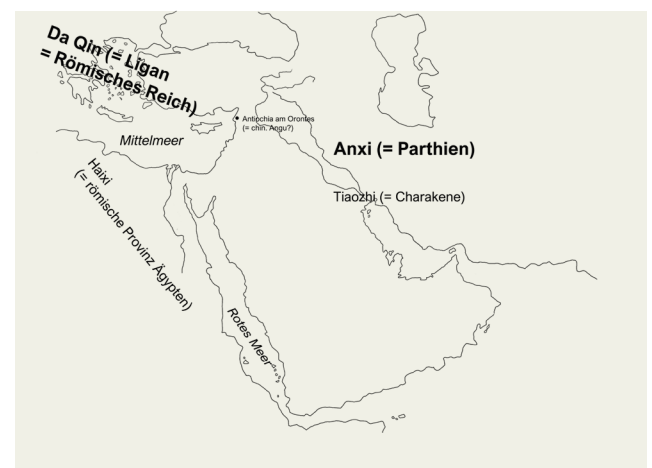 Da Qin (= Ligan
= Römisches Reich)
Antiochia am Orontes
(= chin. Angu?)
Mittelmeer
Anxi (= Parthien)
Haixi
(= römische Provinz Ägypten)
Tiaozhi (= Charakene)
Rotes Meer